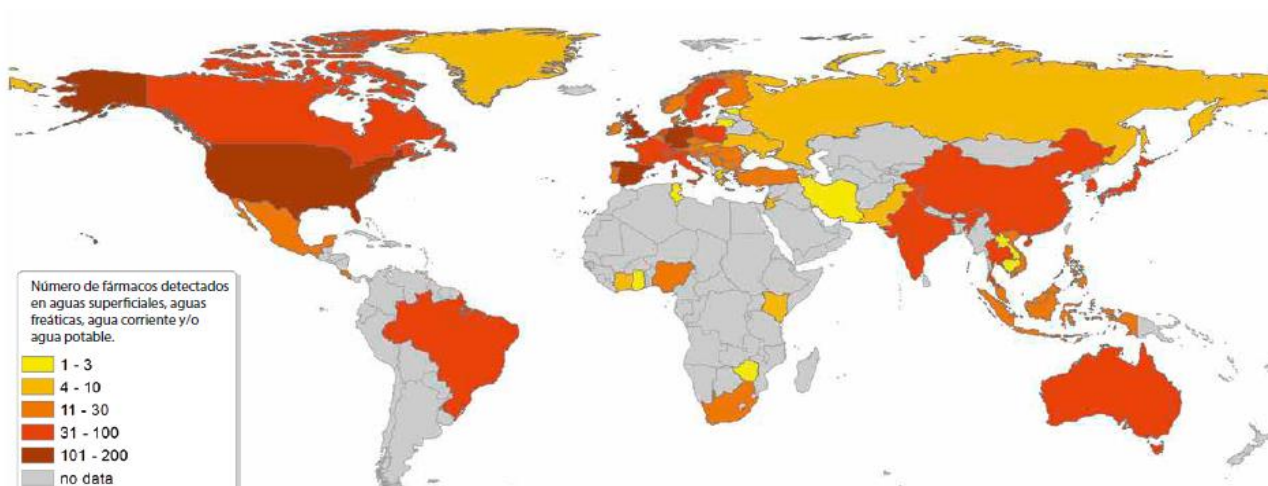 Número de fármacos detectados
en aguas superficiales, aguas
freáticas, agua corriente y/o
agua potable.
1 - 3
4 - 10
11 - 30
31 - 100
101 - 200
no data